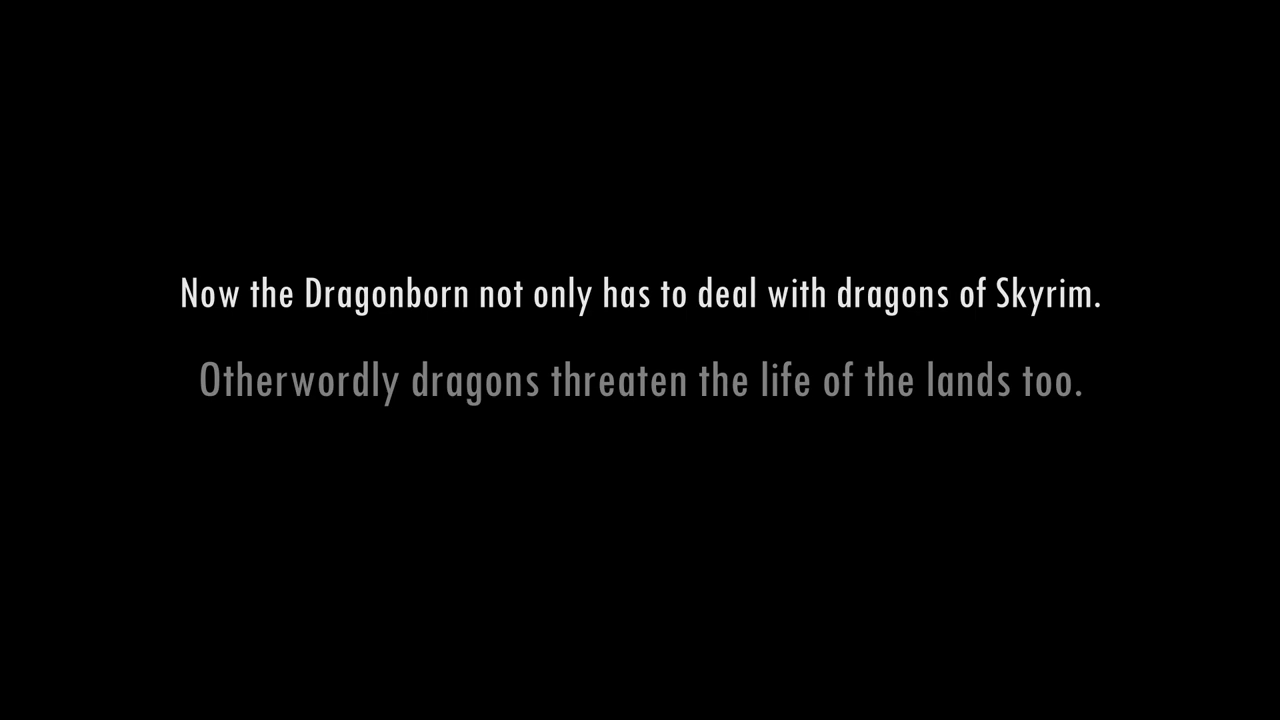 Now the Dragonborn not only has to deal with dragons of Skyrim.
Otherwordly dragons threaten the life of the lands too.